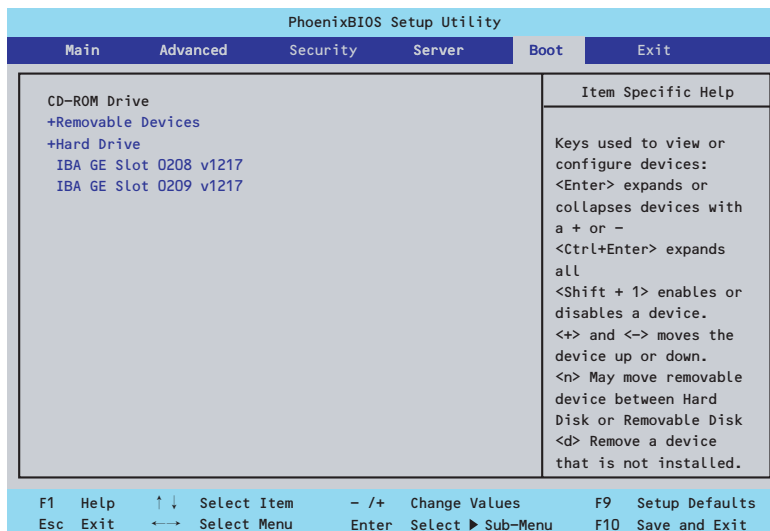 PhoenixBIOS Setup Utility
Main Advanced Security Server Boot Exit
CD-ROM Drive
+Removable Devices
+Hard Drive
IBA GE Slot 0208 v1217
IBA GE Slot 0209 v1217
Item Specific Help
Keys used to view or
configure devices:
<Enter> expands or
collapses devices with
a + or -
<Ctrl+Enter> expands
all
<Shift + 1> enables or
disables a device.
<+> and <-> moves the
device up or down.
<n> May move removable
device between Hard
Disk or Removable Disk
<d> Remove a device
that is not installed.
F1 Help ↑↓ Select Item - /+ Change Values F9 Setup Defaults
Esc Exit ←→ Select Menu Enter Select ▶ Sub-Menu F10 Save and Exit